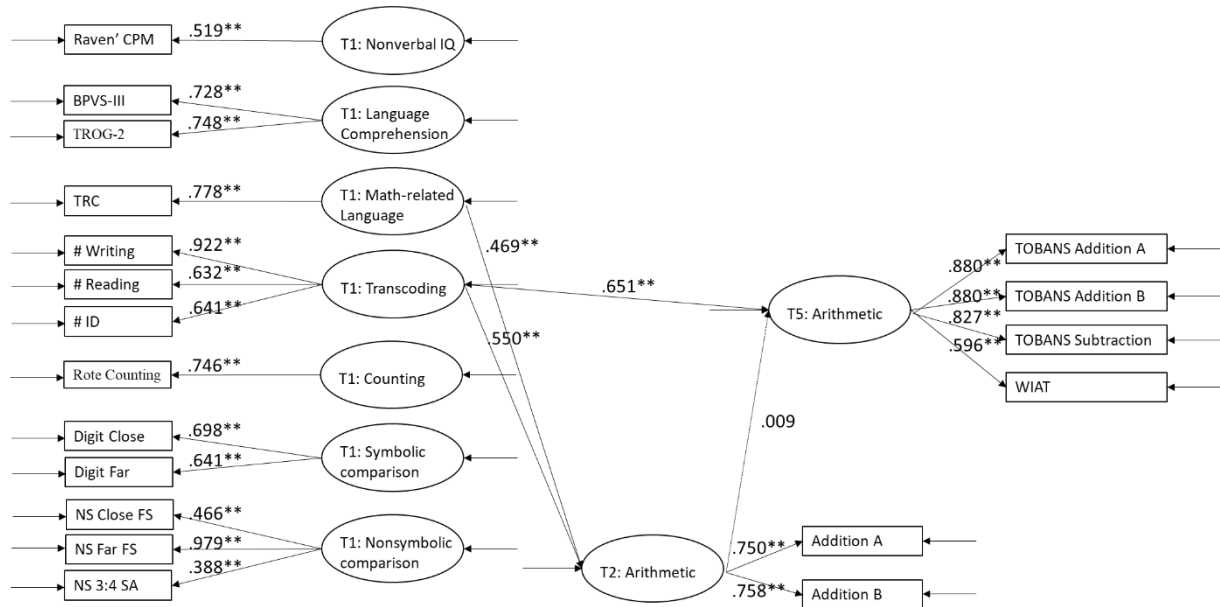 Raven' CPM
.519**
T1: Nonverbal IQ
BPVS-III
.728**
TROG-2
.748**
T1: Language
Comprehension
TRC
.778**
T1: Math-related
Language
# Writing
.922**
# Reading
.632**
# ID
.641**
T1: Transcoding
Rote Counting
.746**
T1: Counting
Digit Close
.698**
Digit Far
.641**
T1: Symbolic
comparison
NS Close FS
.466**
NS Far FS
.979**
NS 3:4 SA
.388**
T1: Nonsymbolic
comparison
.469**
.550**
.651**
.009
T2: Arithmetic
.750**
Addition A
.758**
Addition B
T5: Arithmetic
.880**
TOBANS Addition A
.880**
TOBANS Addition B
.827**
TOBANS Subtraction
.596**
WIAT